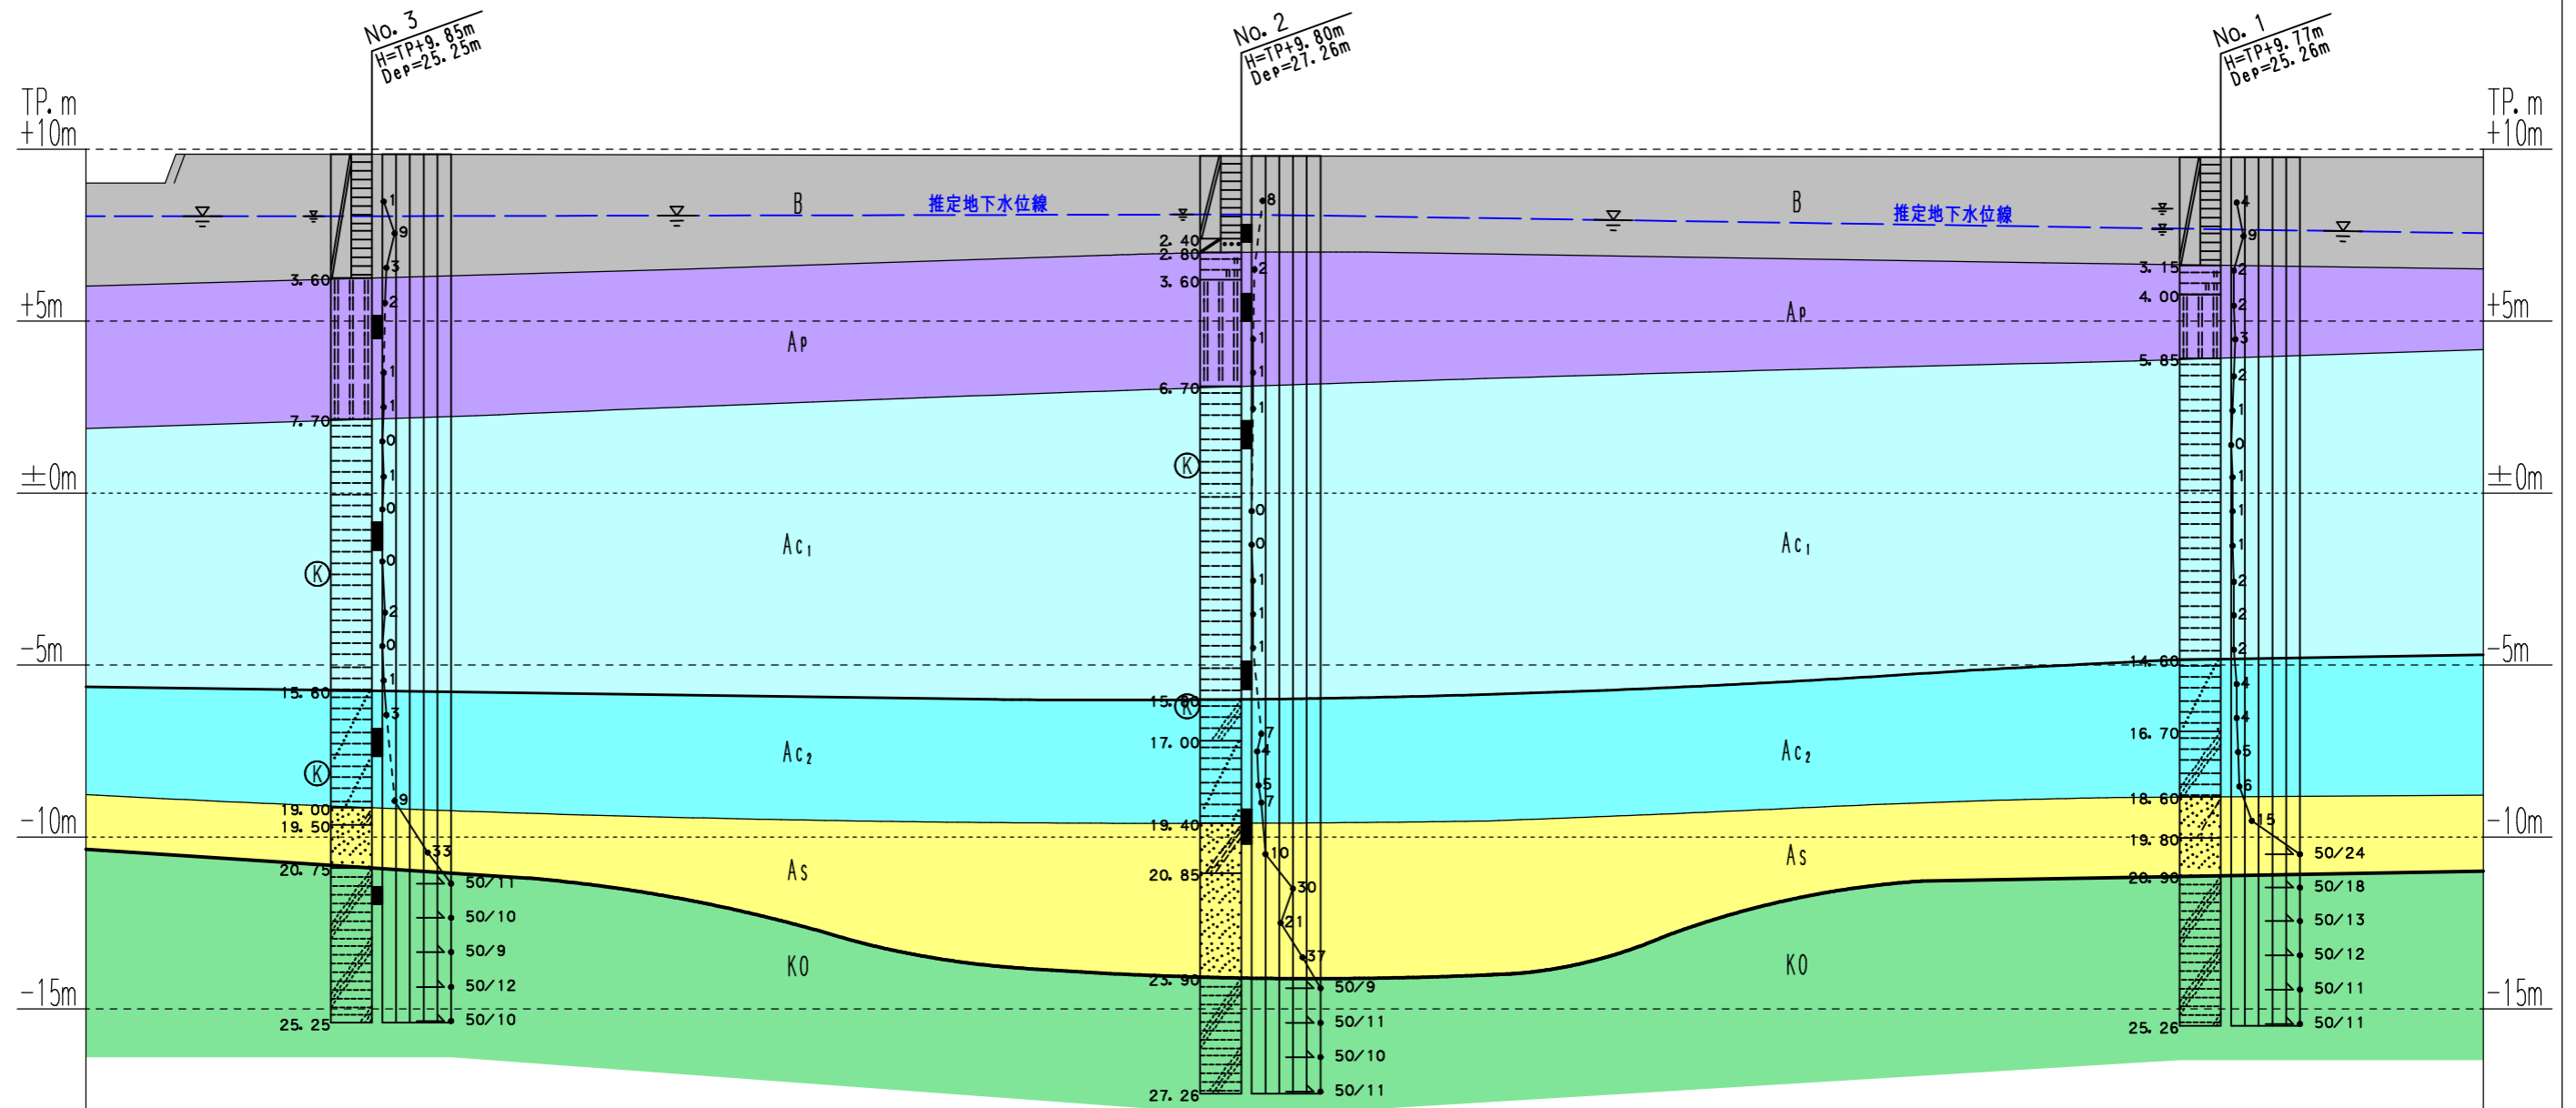 No. 3
H=TP+9.85m
Dep=25.25m
No. 2
H=TP+9.80m
Dep=27.26m
No. 1
H=TP+9.77m
Dep=25.26m
TP.m
+10m
+5m
±0m
-5m
-10m
-15m
TP.m
+10m
+5m
±0m
-5m
-10m
-15m
3.60
7.70
15.60
19.00
19.50
20.75
25.25
K
K
1
9
3
2
1
1
0
1
0
0
2
0
1
3
9
33
50/11
50/10
50/9
50/12
50/10
B
推定地下水位線
Ap
Ac₁
Ac₂
As
KO
2.40
2.80
3.60
6.70
15.80
17.00
19.40
20.85
23.90
27.26
K
K
8
2
1
1
1
0
0
1
1
1
7
4
5
7
10
30
21
37
50/9
50/11
50/10
50/11
B
推定地下水位線
Ap
Ac₁
Ac₂
As
KO
3.15
4.00
5.85
14.60
16.70
18.60
19.80
20.90
25.26
4
9
2
2
3
2
1
0
1
1
1
2
2
2
4
4
5
6
15
50/24
50/18
50/13
50/12
50/11
50/11